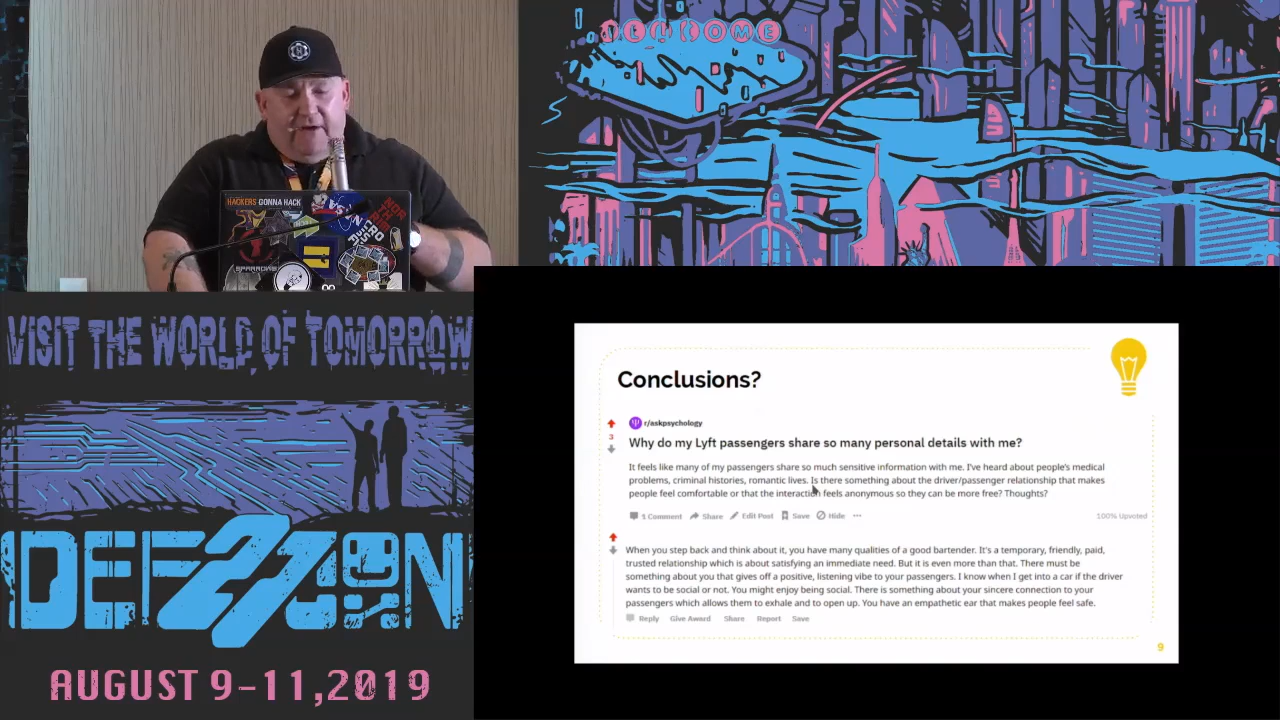 WELCOME
HACKERS GONNA HACK
SPARROWS
VISIT THE WORLD OF TOMORROW
DEFCON
27
AUGUST 9-11,2019
Conclusions?
r/askpsychology
3
Why do my Lyft passengers share so many personal details with me?
It feels like many of my passengers share so much sensitive information with me. I've heard about people's medical
problems, criminal histories, romantic lives. Is there something about the driver/passenger relationship that makes
people feel comfortable or that the interaction feels anonymous so they can be more free? Thoughts?
1 Comment Share Edit Post Save Hide ···
100% Upvoted
When you step back and think about it, you have many qualities of a good bartender. It's a temporary, friendly, paid,
trusted relationship which is about satisfying an immediate need. But it is even more than that. There must be
something about you that gives off a positive, listening vibe to your passengers. I know when I get into a car if the driver
wants to be social or not. You might enjoy being social. There is something about your sincere connection to your
passengers which allows them to exhale and to open up. You have an empathetic ear that makes people feel safe.
Reply Give Award Share Report Save
9